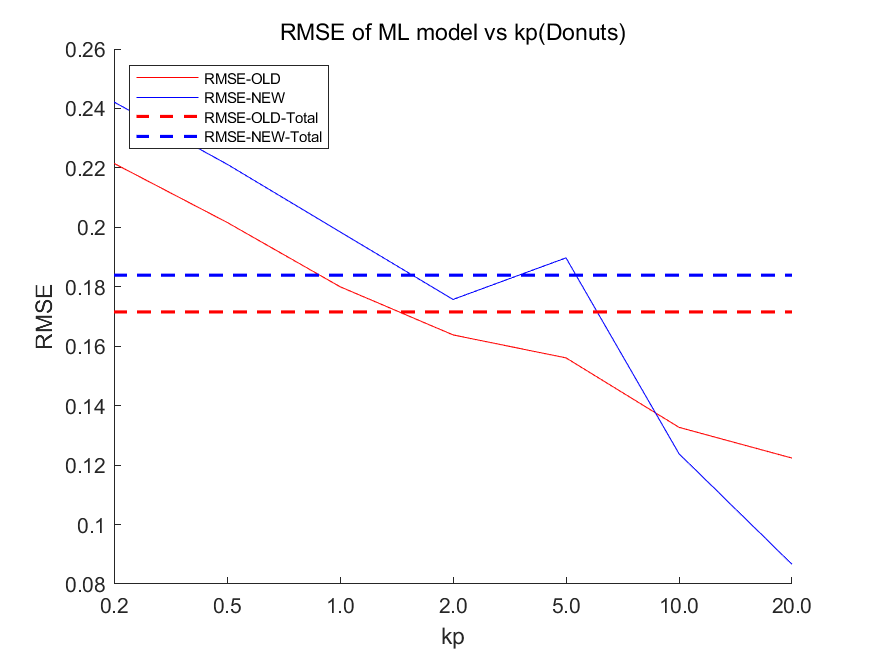 RMSE of ML model vs kp(Donuts)
0.26
0.24
0.22
0.2
0.18
0.16
0.14
0.12
0.1
0.08
RMSE
RMSE-OLD
RMSE-NEW
RMSE-OLD-Total
RMSE-NEW-Total
0.2 0.5 1.0 2.0 5.0 10.0 20.0
kp